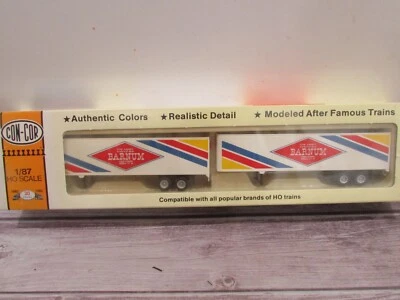 ★Authentic Colors ★Realistic Detail ★Modeled After Famous Trains
CON-COR
1/87
HO SCALE
BARNUM
BARNUM
Compatible with all popular brands of HO trains